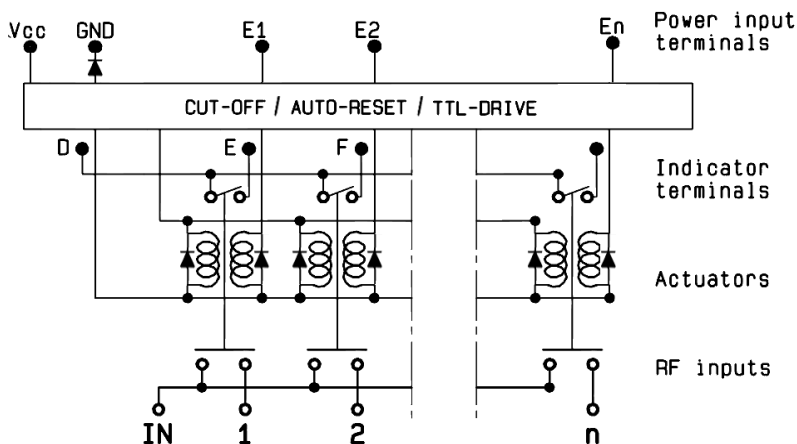 Vcc GND E1 E2 En Power input
terminals
CUT-OFF / AUTO-RESET / TTL-DRIVE
D E F
Indicator
terminals
Actuators
RF inputs
IN 1 2 n